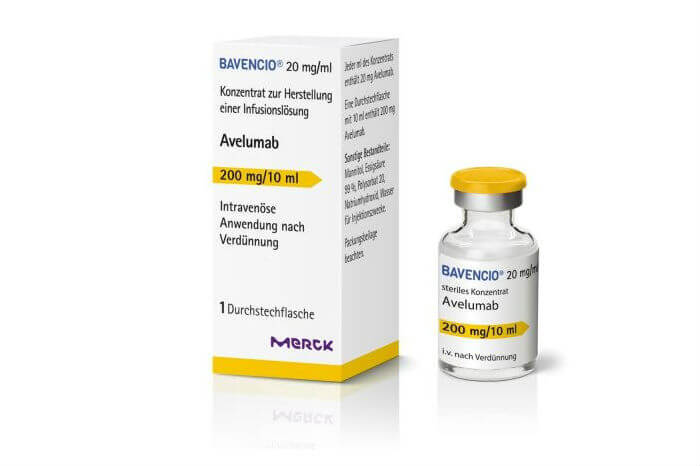 BAVENCIO® 20 mg/ml
Konzentrat zur Herstellung
einer Infusionslösung
Avelumab
200 mg/10 ml
Intravenöse
Anwendung nach
Verdünnung
1 Durchstechflasche
MERCK
Jeder ml des Konzentrats
enthält 20 mg Avelumab.
Eine Durchstechflasche
mit 10 ml enthält 200 mg
Avelumab.
Sonstige Bestandteile:
Mannitol, Essigsäure
99 %, Polysorbat 20,
Natriumhydroxid, Wasser
für Injektionszwecke.
Packungsbeilage
beachten.
BAVENCIO® 20 mg/ml
steriles Konzentrat
Avelumab
200 mg/10 ml
i.v. nach Verdünnung